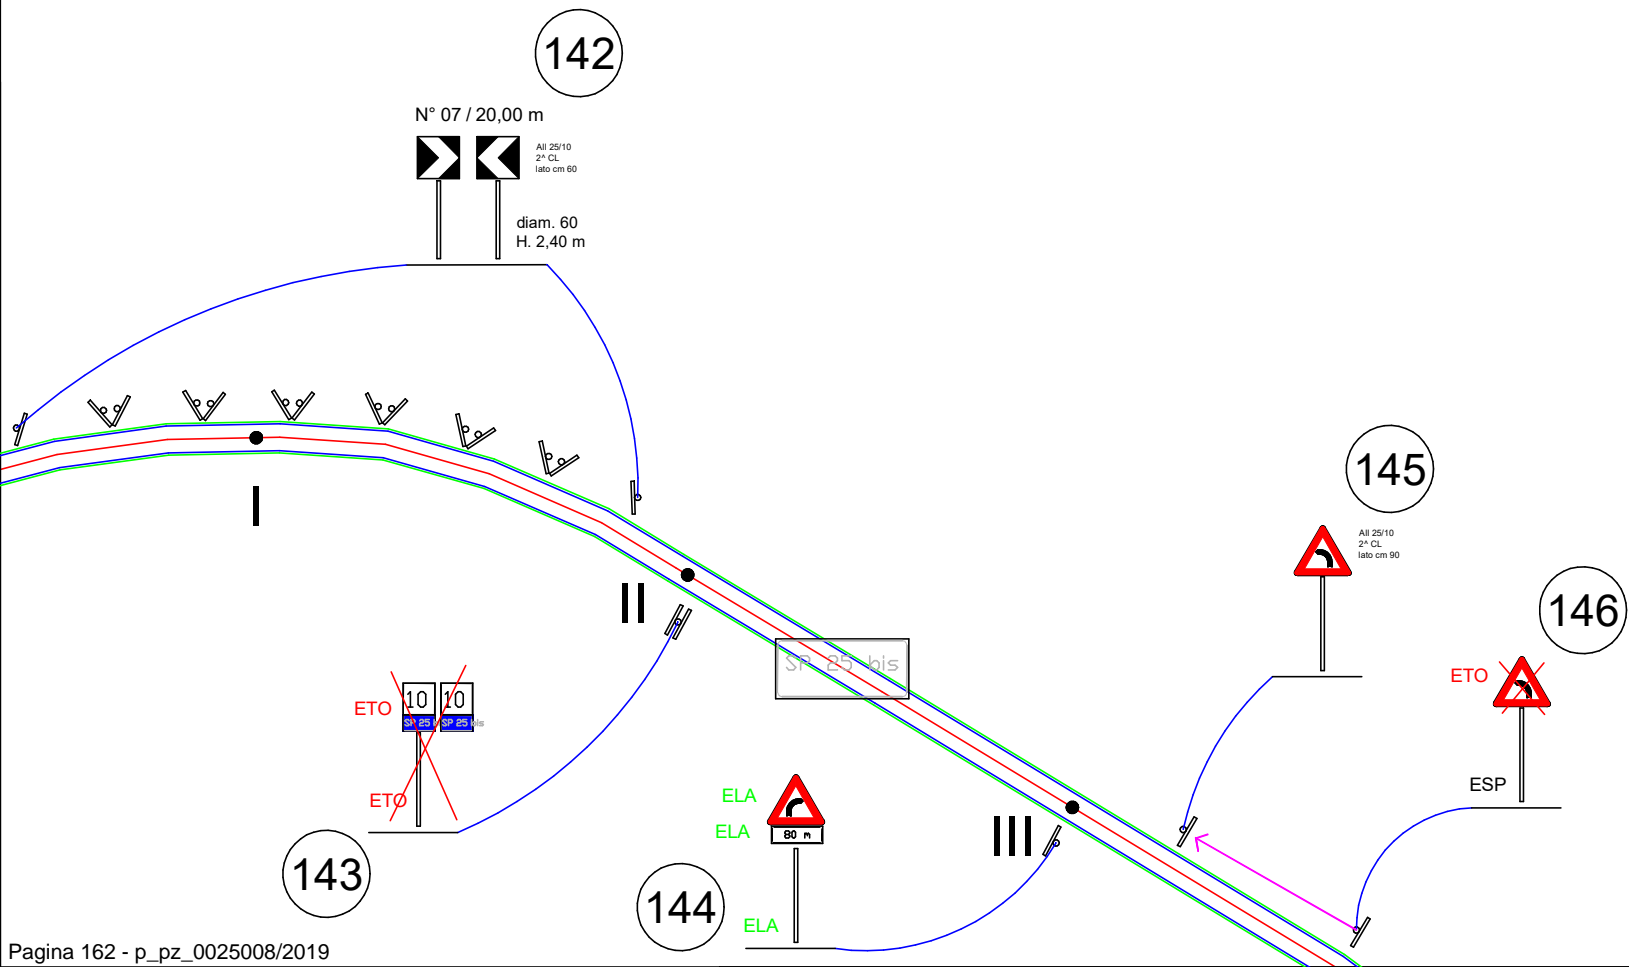 142
N° 07 / 20,00 m
All 25/10
2^ CL
lato cm 60
diam. 60
H. 2,40 m
I
II
III
SP 25 bis
145
All 25/10
2^ CL
lato cm 90
146
ETO
ESP
ETO
10 10
SP 25 SP 25 bis
ETO
143
ELA
ELA
80 m
ELA
144
Pagina 162 - p_pz_0025008/2019